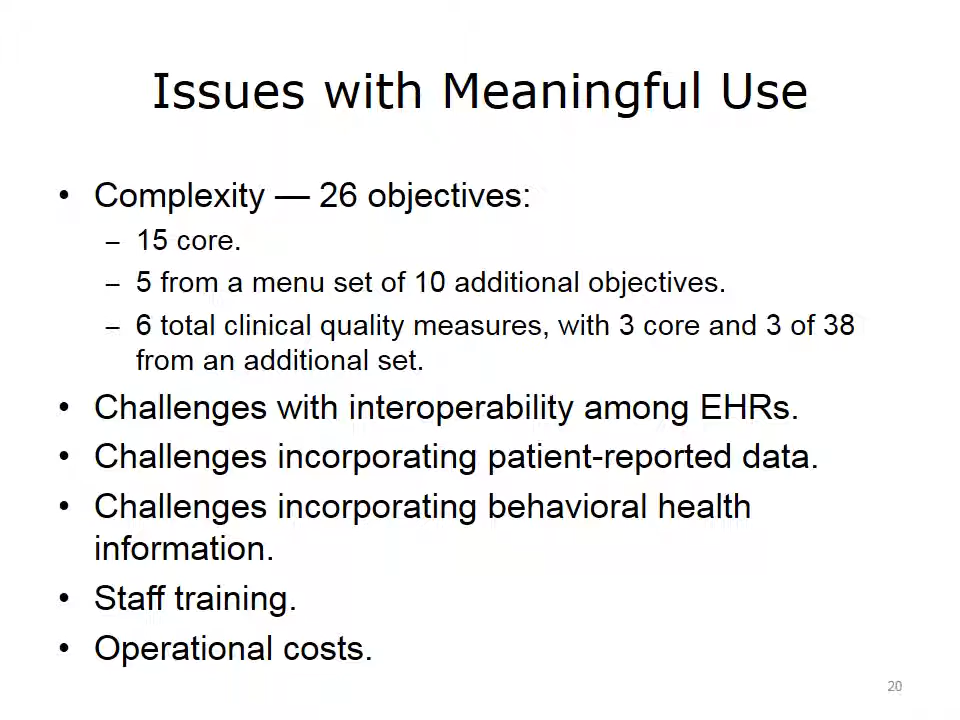 Issues with Meaningful Use
• Complexity — 26 objectives:
– 15 core.
– 5 from a menu set of 10 additional objectives.
– 6 total clinical quality measures, with 3 core and 3 of 38
from an additional set.
• Challenges with interoperability among EHRs.
• Challenges incorporating patient-reported data.
• Challenges incorporating behavioral health
information.
• Staff training.
• Operational costs.
20